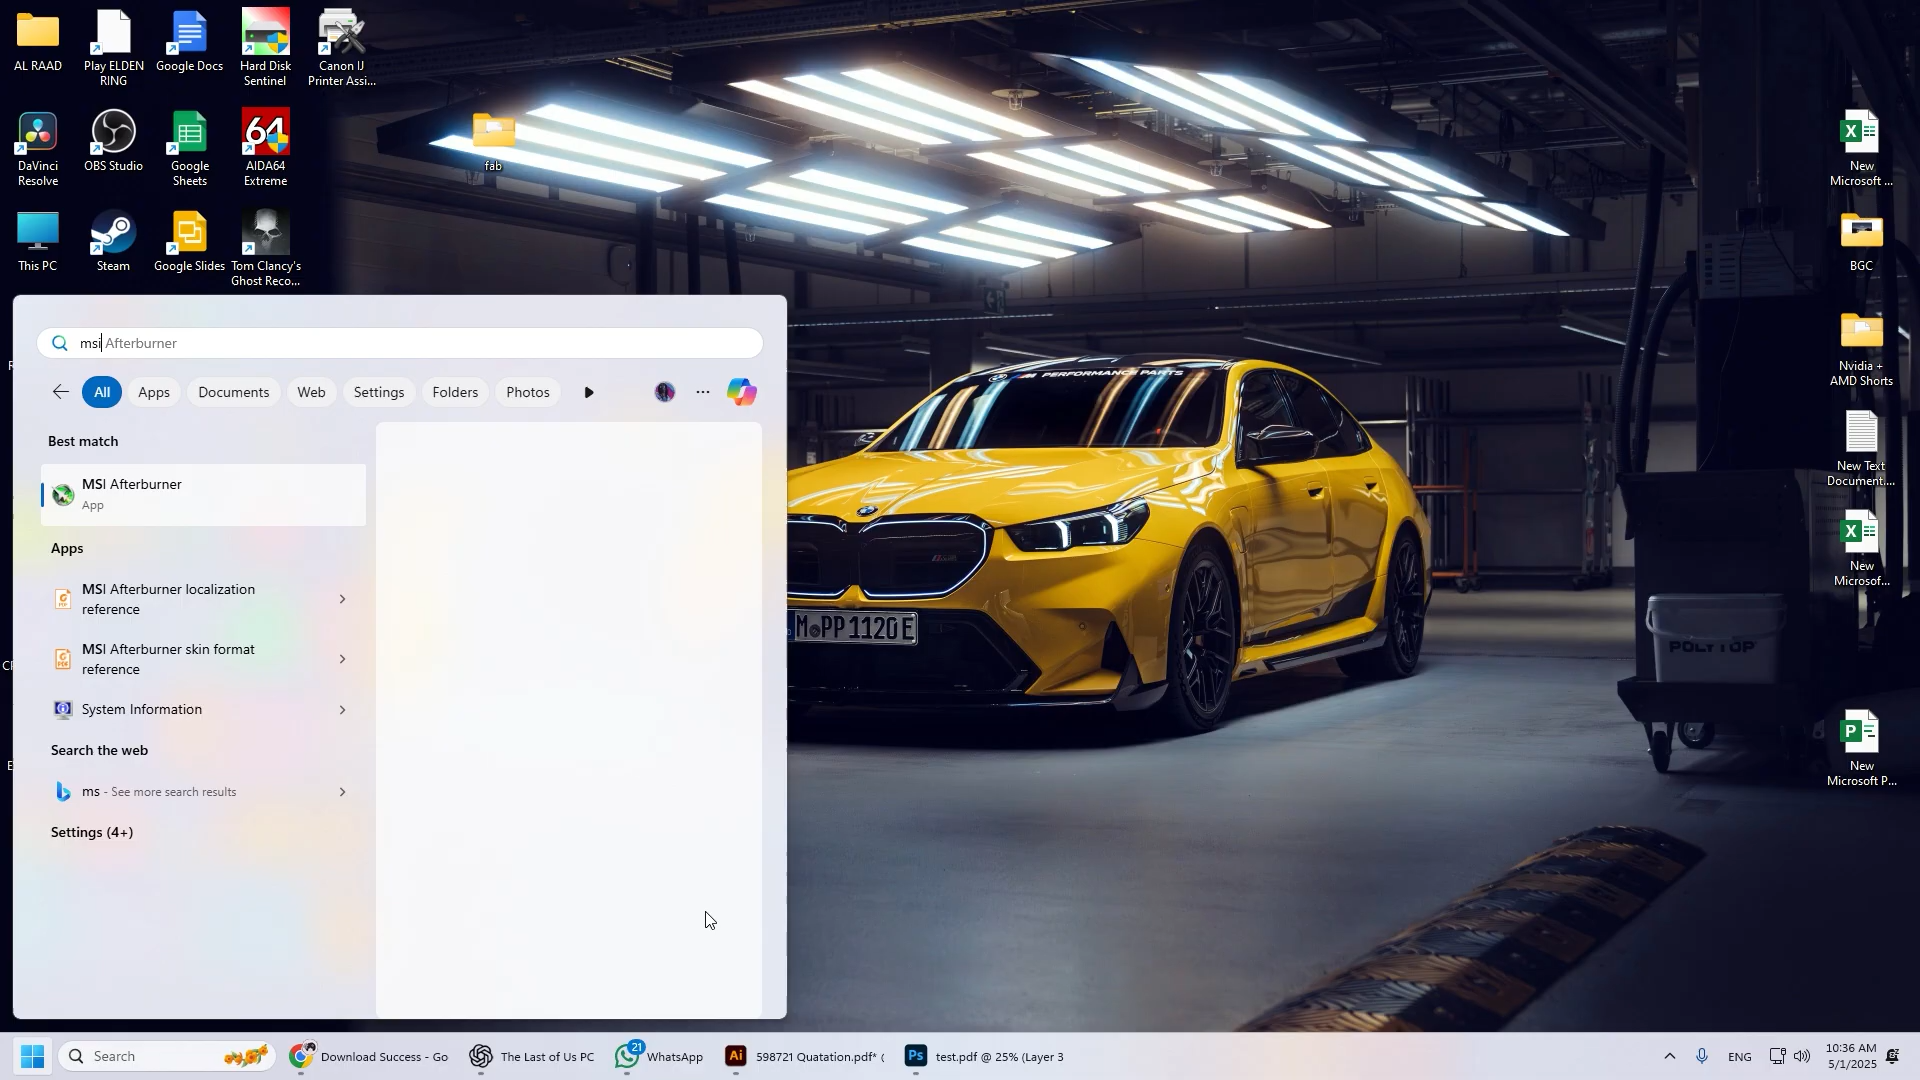 AL RAAD
Play ELDEN
RING
Google Docs
Hard Disk
Sentinel
Canon IJ
Printer Assi...
DaVinci
Resolve
OBS Studio
Google
Sheets
64
AIDA64
Extreme
fab
This PC
Steam
Google Slides
Tom Clancy's
Ghost Reco...
New
Microsoft ...
BGC
Nvidia +
AMD Shorts
New Text
Document....
New
Microsof...
New
Microsoft P...
msi Afterburner
All
Apps
Documents
Web
Settings
Folders
Photos
Best match
MSI Afterburner
App
Apps
MSI Afterburner localization
reference
MSI Afterburner skin format
reference
System Information
Search the web
ms - See more search results
Settings (4+)
M PERFORMANCE PARTS
M PP 1120 E
POLYTOP
Search
Download Success - Go
The Last of Us PC
21
WhatsApp
Ai
598721 Quatation.pdf* (
Ps
test.pdf @ 25% (Layer 3
ENG
10:36 AM
5/1/2025